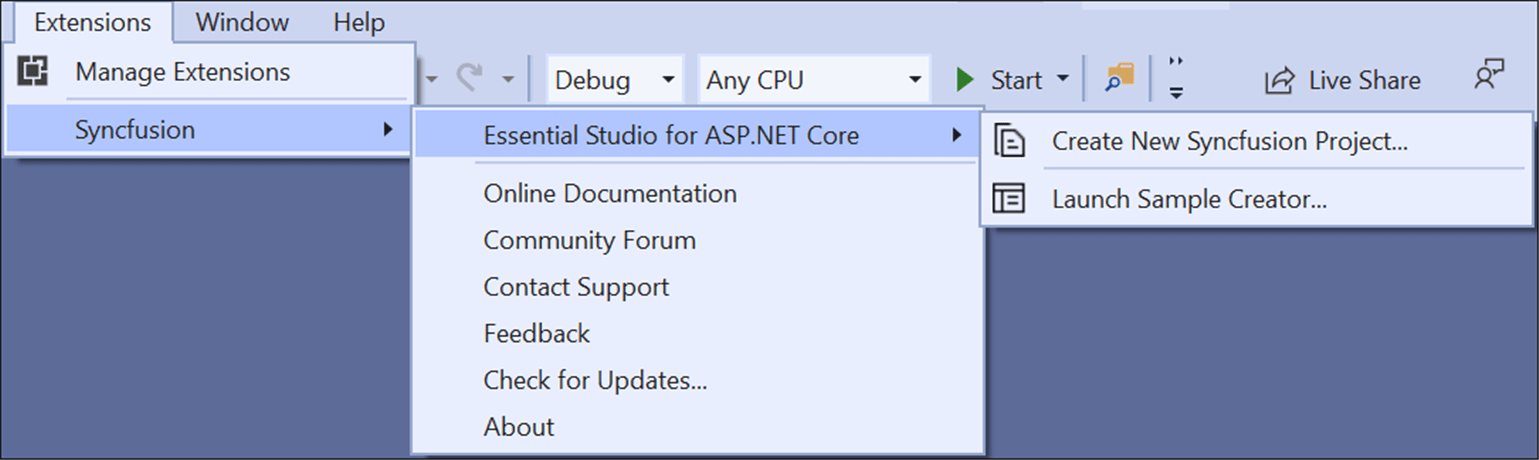 Extensions Window Help
Manage Extensions
Debug Any CPU Start Live Share
Syncfusion
Essential Studio for ASP.NET Core
Create New Syncfusion Project...
Online Documentation
Launch Sample Creator...
Community Forum
Contact Support
Feedback
Check for Updates...
About